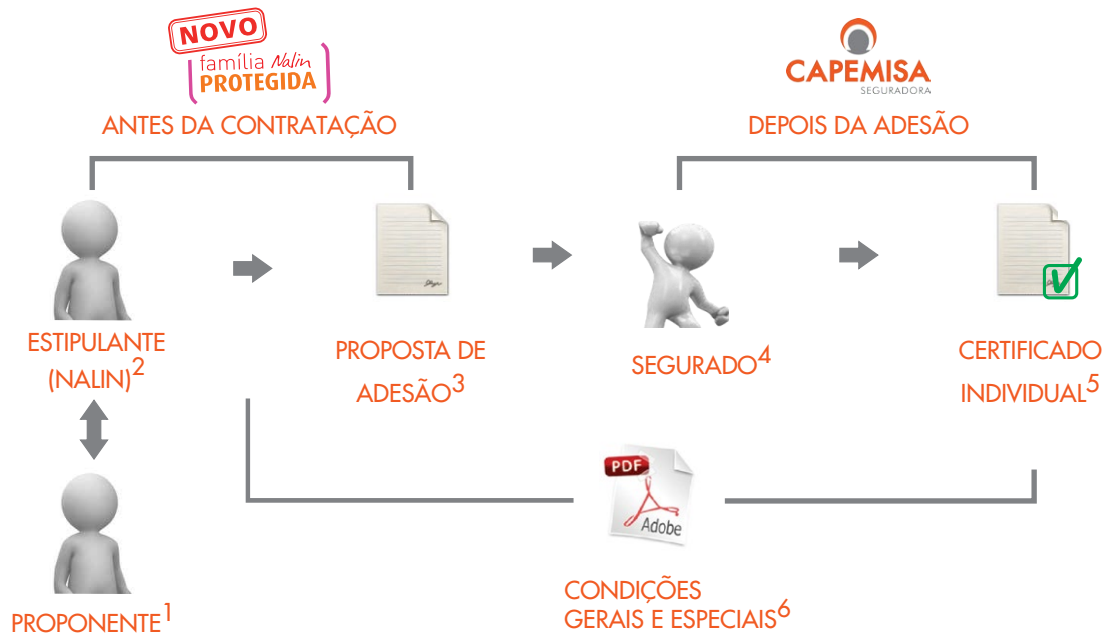 NOVO
família Nalin
PROTEGIDA
CAPEMISA
SEGURADORA
ANTES DA CONTRATAÇÃO
DEPOIS DA ADESÃO
ESTIPULANTE
(NALIN)2
PROPOSTA DE
ADESÃO3
SEGURADO4
CERTIFICADO
INDIVIDUAL5
PDF
Adobe
PROPONENTE1
CONDIÇÕES
GERAIS E ESPECIAIS6